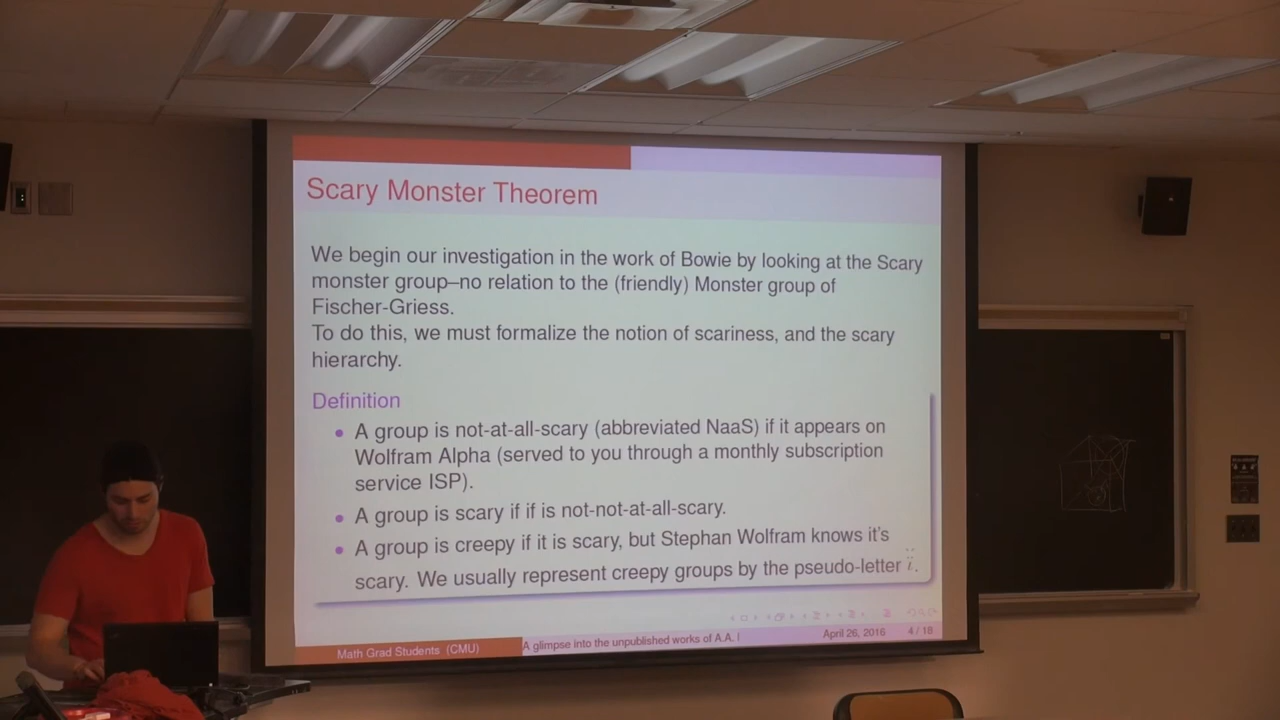 Scary Monster Theorem
We begin our investigation in the work of Bowie by looking at the Scary
monster group–no relation to the (friendly) Monster group of
Fischer-Griess.
To do this, we must formalize the notion of scariness, and the scary
hierarchy.
Definition
• A group is not-at-all-scary (abbreviated NaaS) if it appears on
Wolfram Alpha (served to you through a monthly subscription
service ISP).
• A group is scary if if is not-not-at-all-scary.
• A group is creepy if it is scary, but Stephan Wolfram knows it's
scary. We usually represent creepy groups by the pseudo-letter
Math Grad Students (CMU) A glimpse into the unpublished works of A.A. April 26, 2016 4 / 18